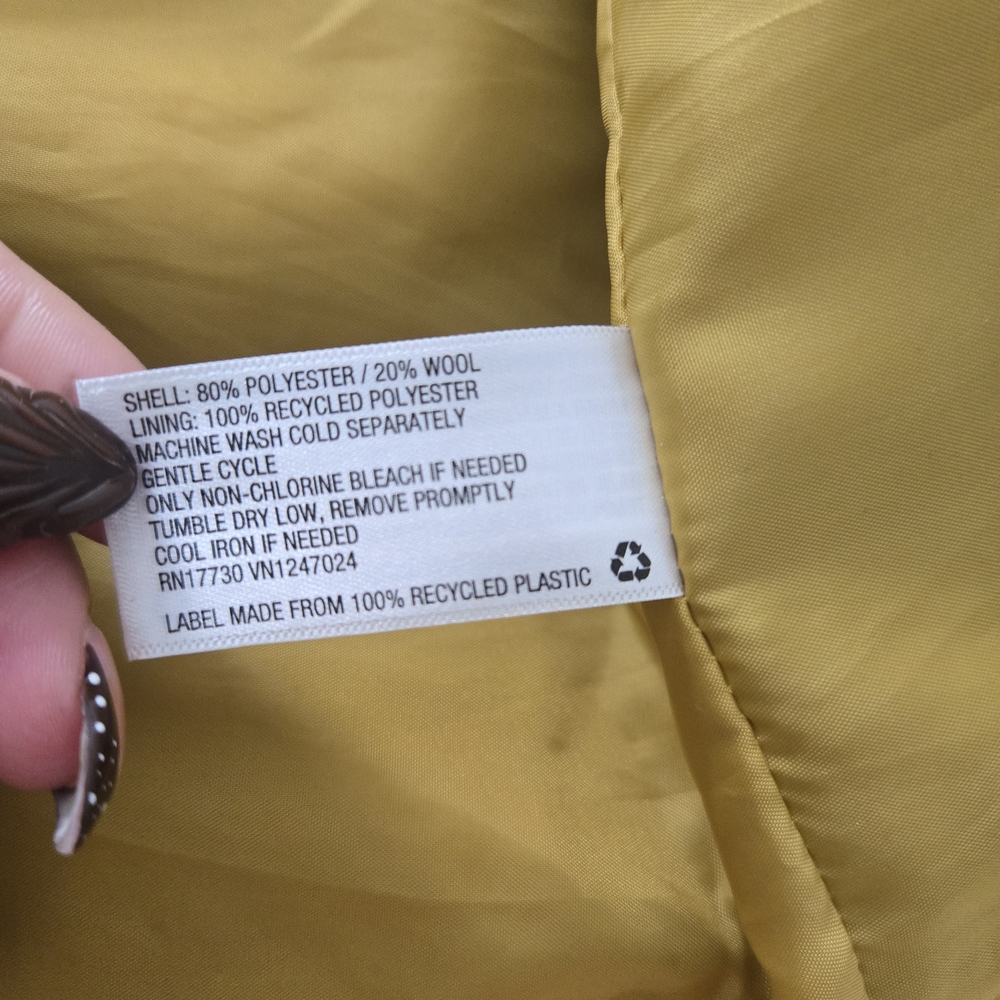 SHELL: 80% POLYESTER / 20% WOOL
LINING: 100% RECYCLED POLYESTER
MACHINE WASH COLD SEPARATELY
GENTLE CYCLE
ONLY NON-CHLORINE BLEACH IF NEEDED
TUMBLE DRY LOW, REMOVE PROMPTLY
COOL IRON IF NEEDED
RN17730 VN1247024
LABEL MADE FROM 100% RECYCLED PLASTIC